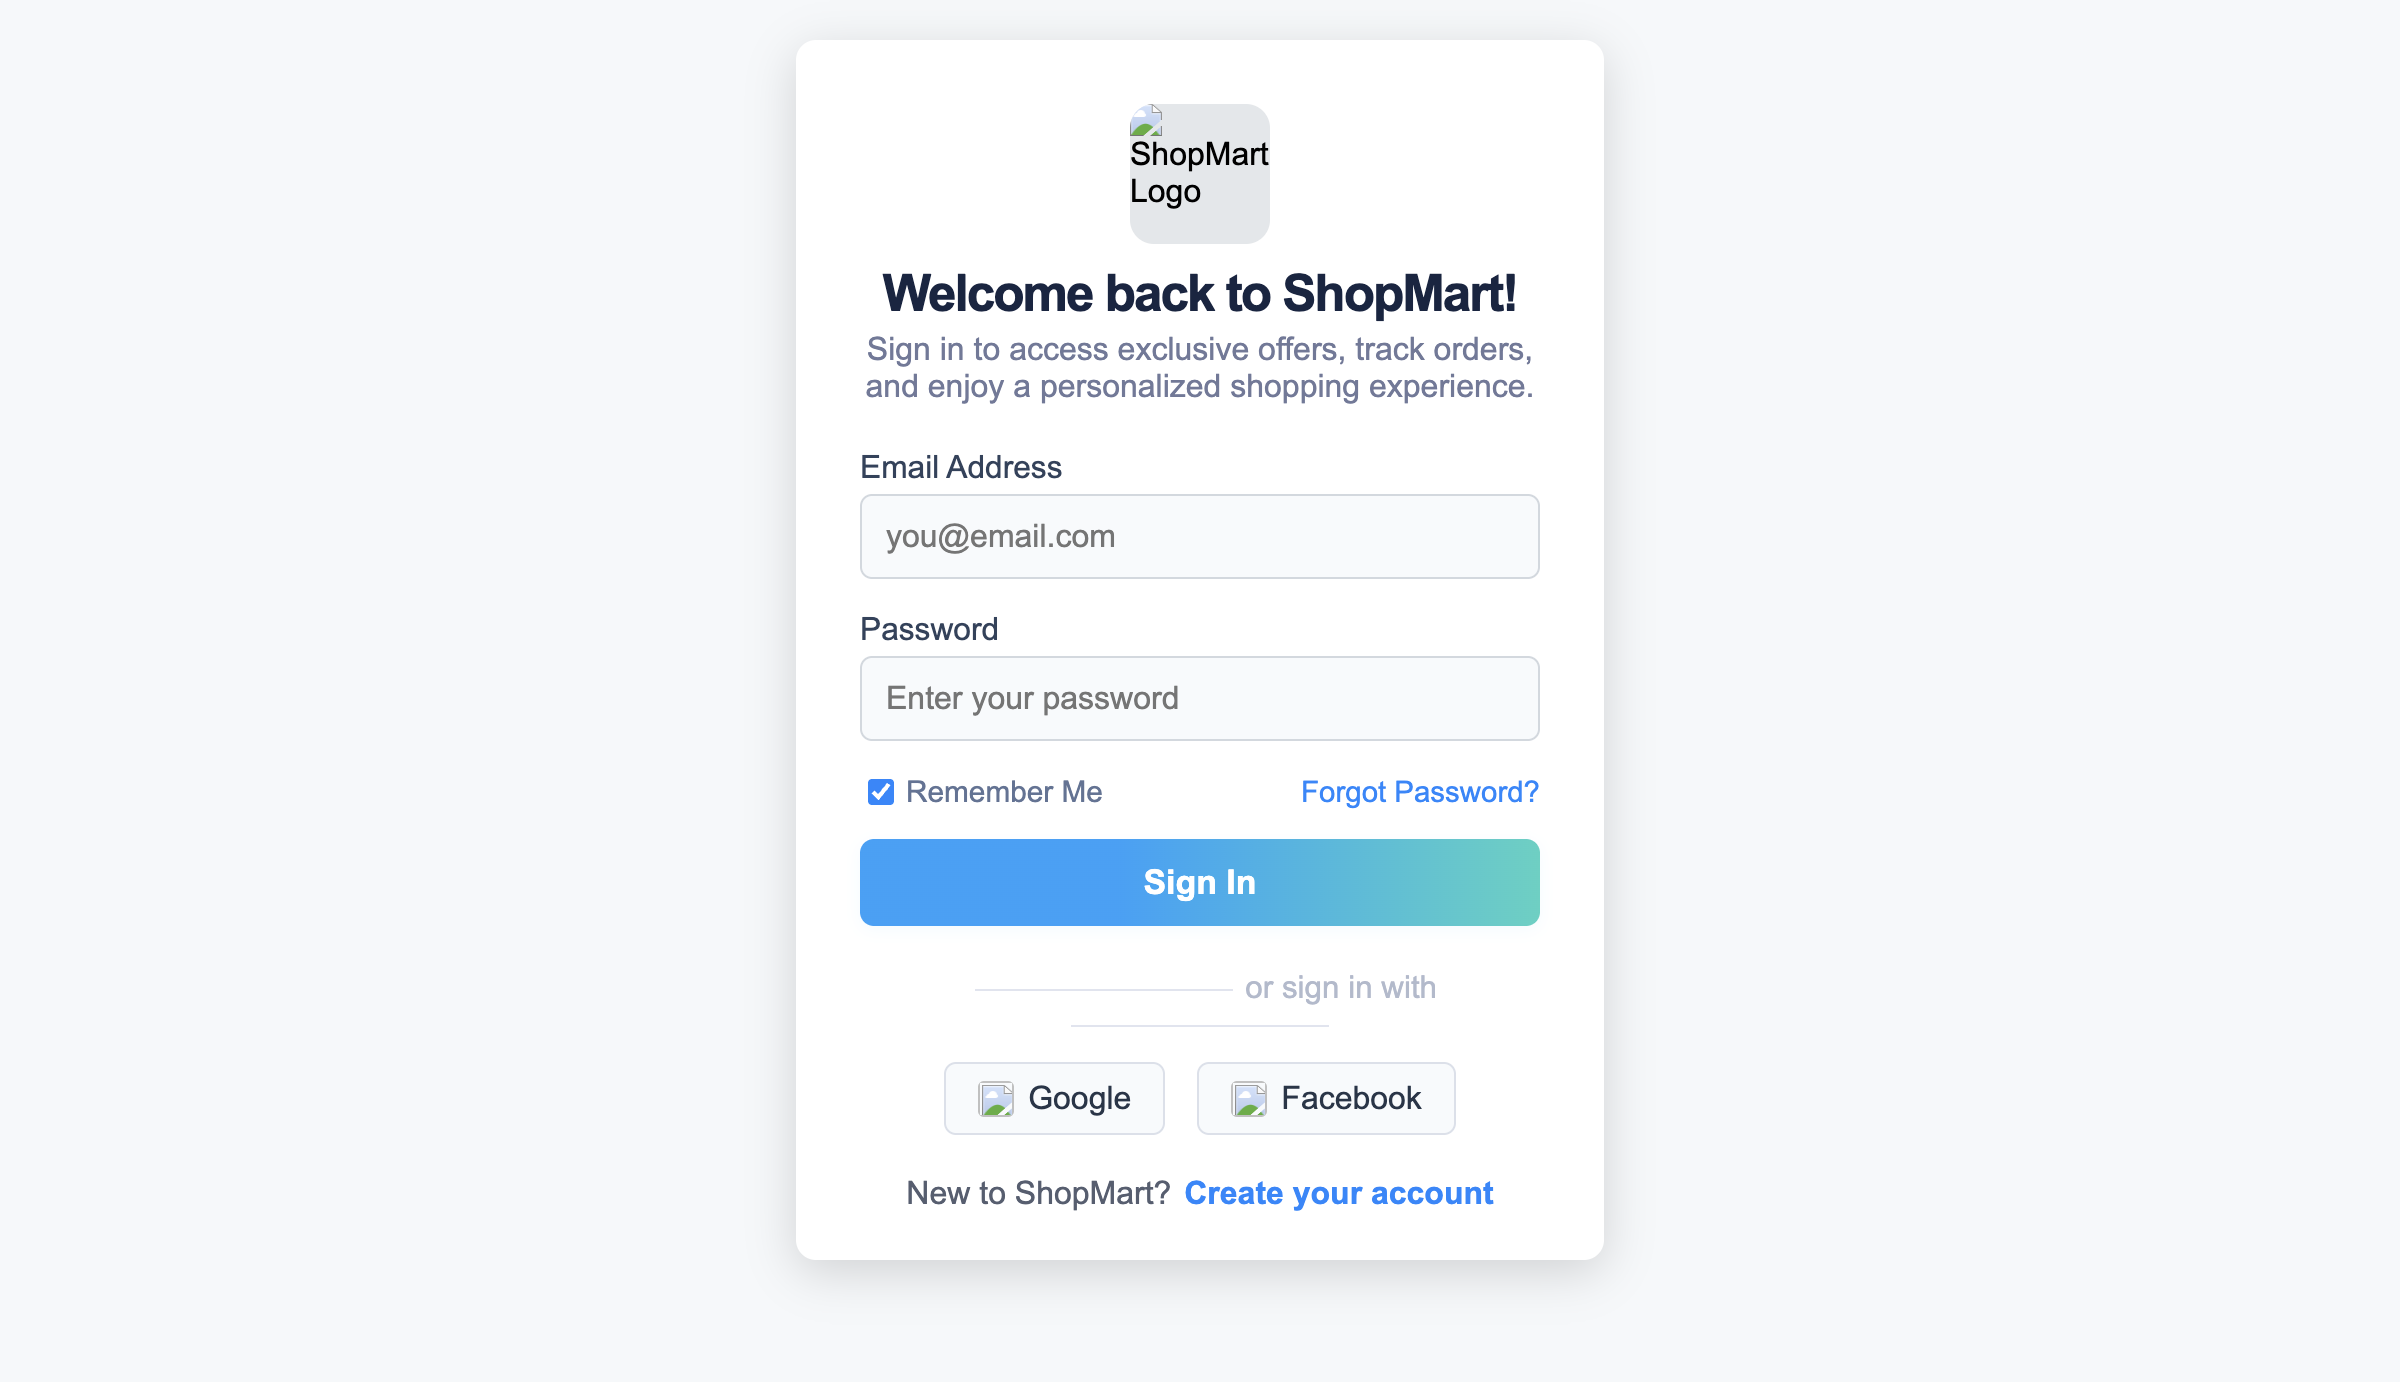 ShopMart
Logo
Welcome back to ShopMart!
Sign in to access exclusive offers, track orders,
and enjoy a personalized shopping experience.
Email Address
you@email.com
Password
Enter your password
Remember Me
Forgot Password?
Sign In
or sign in with
Google
Facebook
New to ShopMart? Create your account